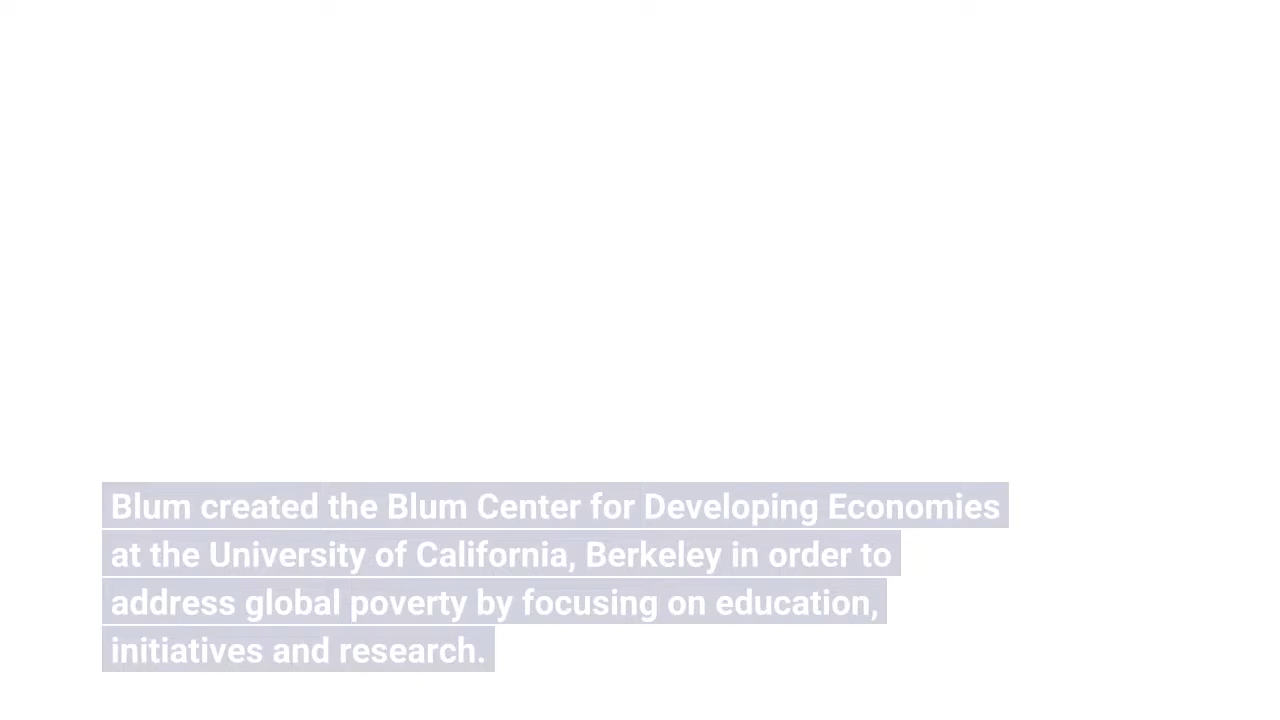 Blum created the Blum Center for Developing Economies
at the University of California, Berkeley in order to
address global poverty by focusing on education,
initiatives and research.